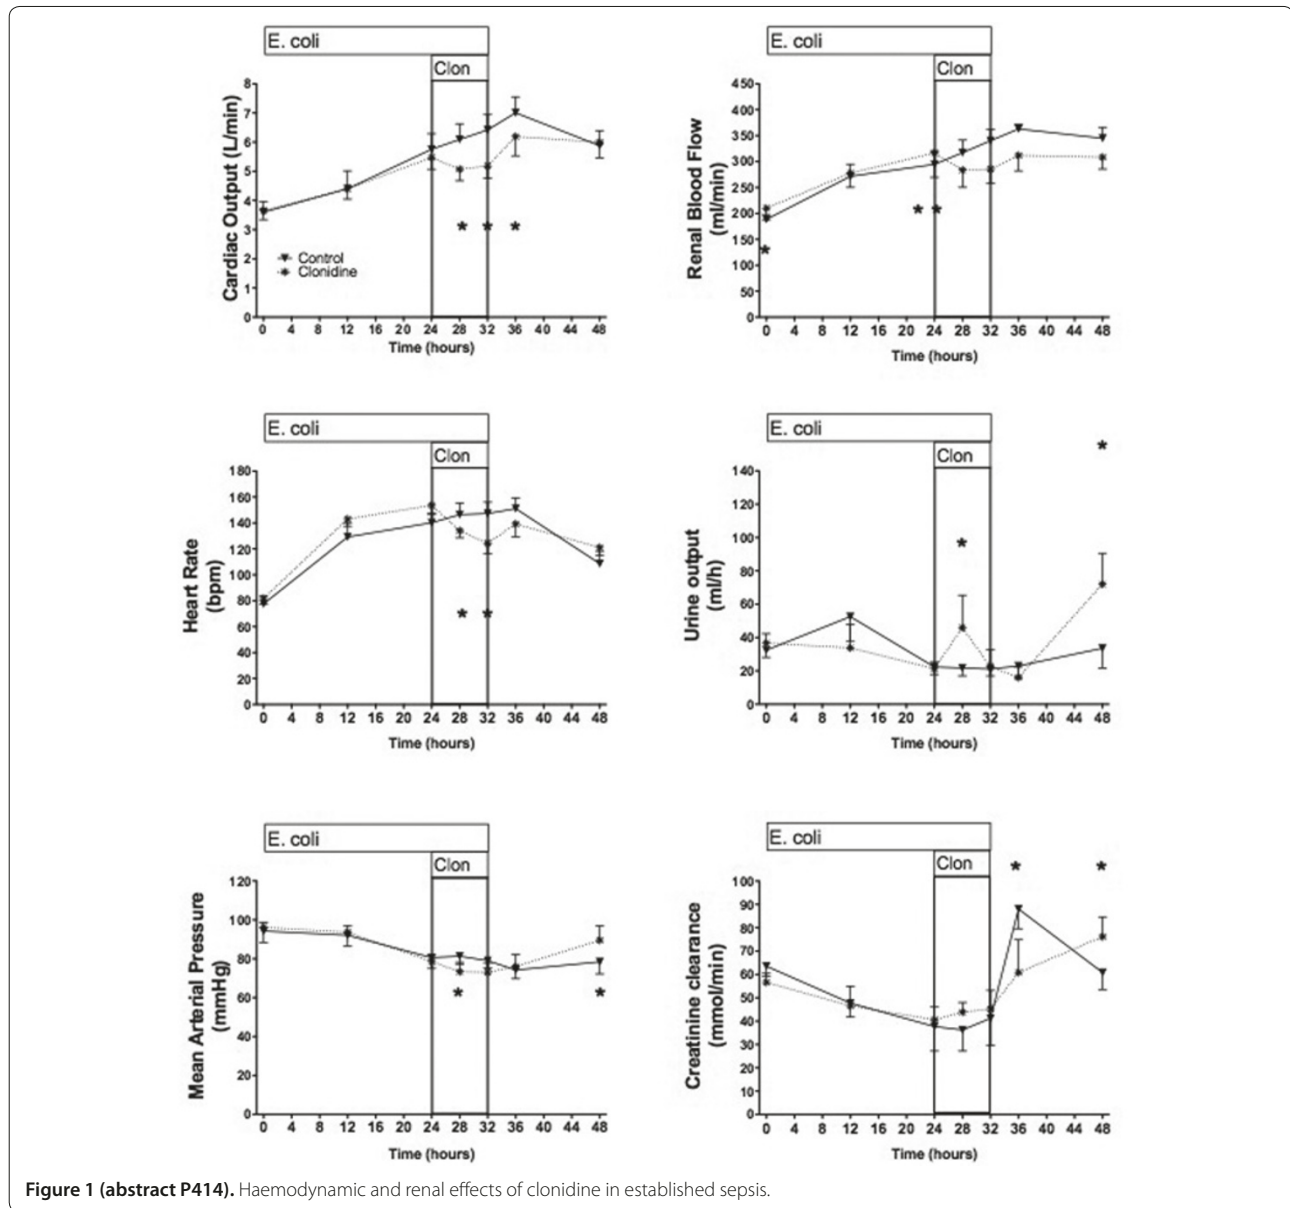 E. coli
Clon
Cardiac Output (L/min)
8
7
6
5
4
3
2
1
0
Control
Clonidine
* * *
0 4 8 12 16 20 24 28 32 36 40 44 48
Time (hours)
E. coli
Clon
Renal Blood Flow
(ml/min)
450
400
350
300
250
200
150
100
50
0
* *
*
0 4 8 12 16 20 24 28 32 36 40 44 48
Time (hours)
E. coli
Clon
Heart Rate
(bpm)
180
160
140
120
100
80
60
40
20
0
* *
0 4 8 12 16 20 24 28 32 36 40 44 48
Time (hours)
E. coli
Clon
Urine output
(ml/h)
140
120
100
80
60
40
20
0
*
*
0 4 8 12 16 20 24 28 32 36 40 44 48
Time (hours)
E. coli
Clon
Mean Arterial Pressure
(mmHg)
120
100
80
60
40
20
0
* *
0 4 8 12 16 20 24 28 32 36 40 44 48
Time (hours)
E. coli
Clon
Creatinine clearance
(mmol/min)
100
90
80
70
60
50
40
30
20
10
0
* *
0 4 8 12 16 20 24 28 32 36 40 44 48
Time (hours)
Figure 1 (abstract P414). Haemodynamic and renal effects of clonidine in established sepsis.